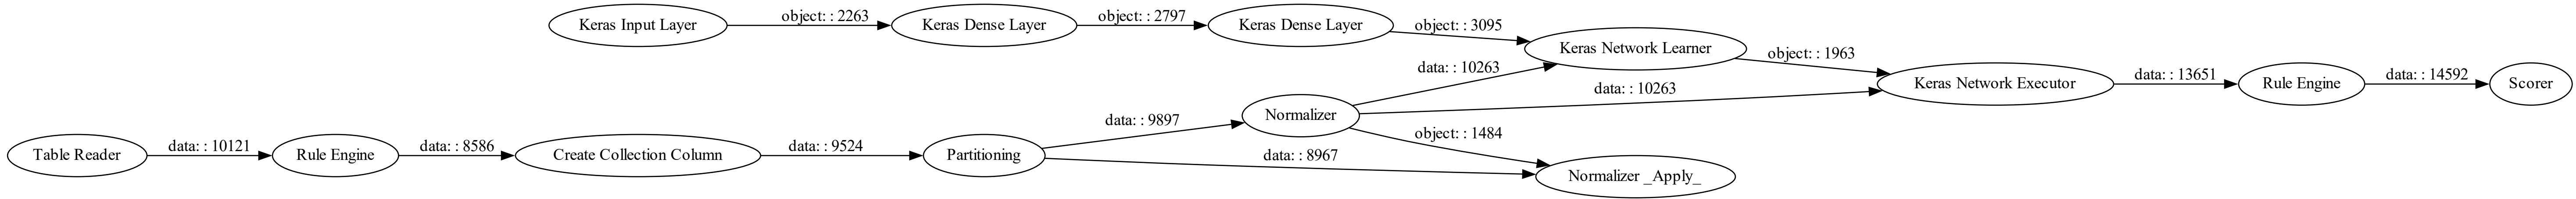 Keras Input Layer
object: : 2263
Keras Dense Layer
object: : 2797
Keras Dense Layer
object: : 3095
Keras Network Learner
object: : 1963
Keras Network Executor
data: : 13651
Rule Engine
data: : 14592
Scorer
data: : 10263
data: : 10263
Normalizer
object: : 1484
Table Reader
data: : 10121
Rule Engine
data: : 8586
Create Collection Column
data: : 9524
Partitioning
data: : 9897
data: : 8967
Normalizer _Apply_